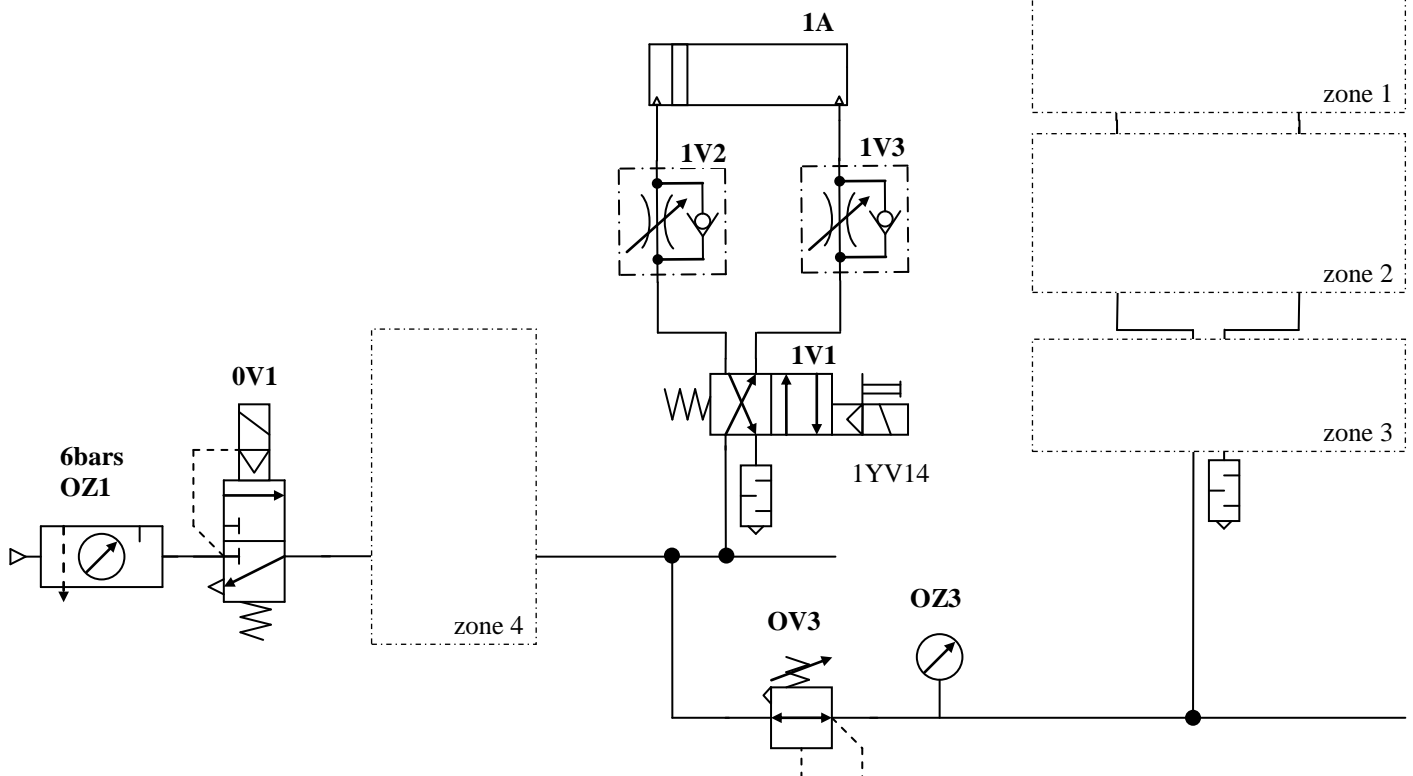 1A
zone 1
1V2
1V3
zone 2
1V1
0V1
zone 3
6bars
OZ1
1YV14
zone 4
OV3
OZ3